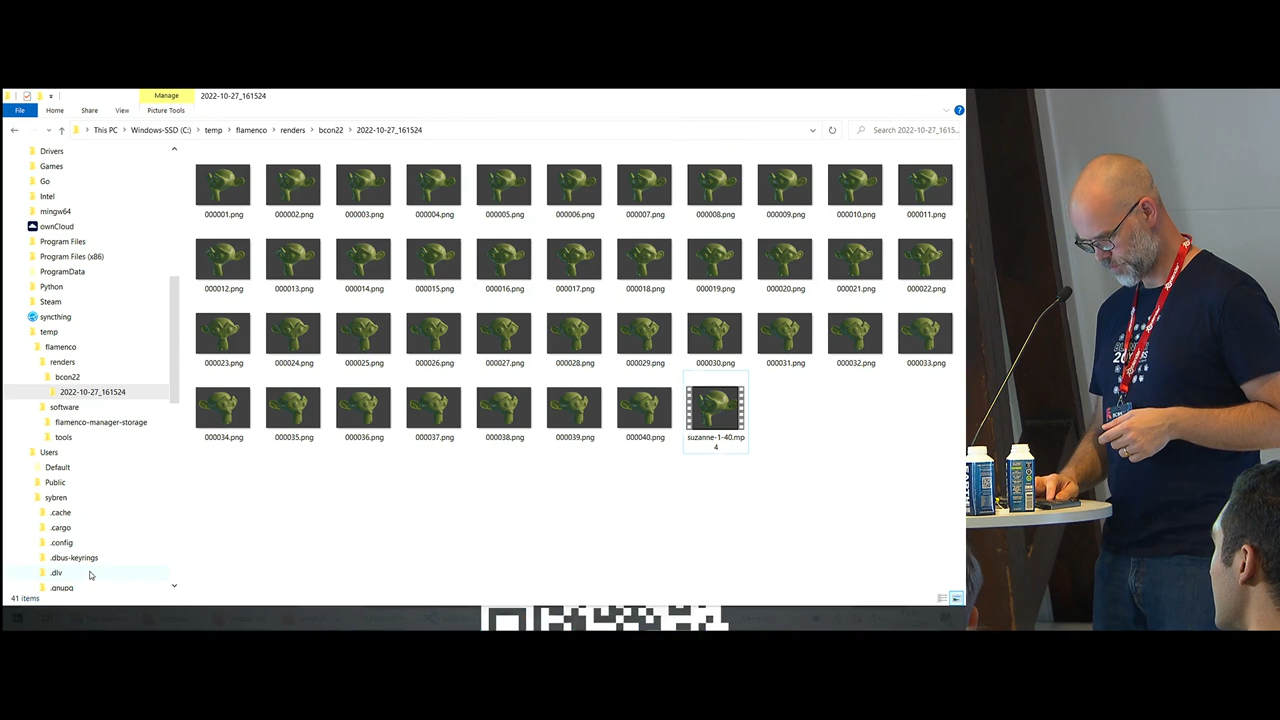 Manage
2022-10-27_161524
File
Home
Share
View
Picture Tools
This PC
Windows-SSD (C:)
temp
flamenco
renders
bcon22
2022-10-27_161524
Search 2022-10-27_1615...
Drivers
Games
Go
Intel
mingw64
ownCloud
Program Files
Program Files (x86)
ProgramData
Python
Steam
syncthing
temp
flamenco
renders
bcon22
2022-10-27_161524
software
flamenco-manager-storage
tools
Users
Default
Public
sybren
.cache
.cargo
.config
.dbus-keyrings
.dlv
.gnupg
41 items
000001.png
000002.png
000003.png
000004.png
000005.png
000006.png
000007.png
000008.png
000009.png
000010.png
000011.png
000012.png
000013.png
000014.png
000015.png
000016.png
000017.png
000018.png
000019.png
000020.png
000021.png
000022.png
000023.png
000024.png
000025.png
000026.png
000027.png
000028.png
000029.png
000030.png
000031.png
000032.png
000033.png
000034.png
000035.png
000036.png
000037.png
000038.png
000039.png
000040.png
suzanne-1-40.mp
4